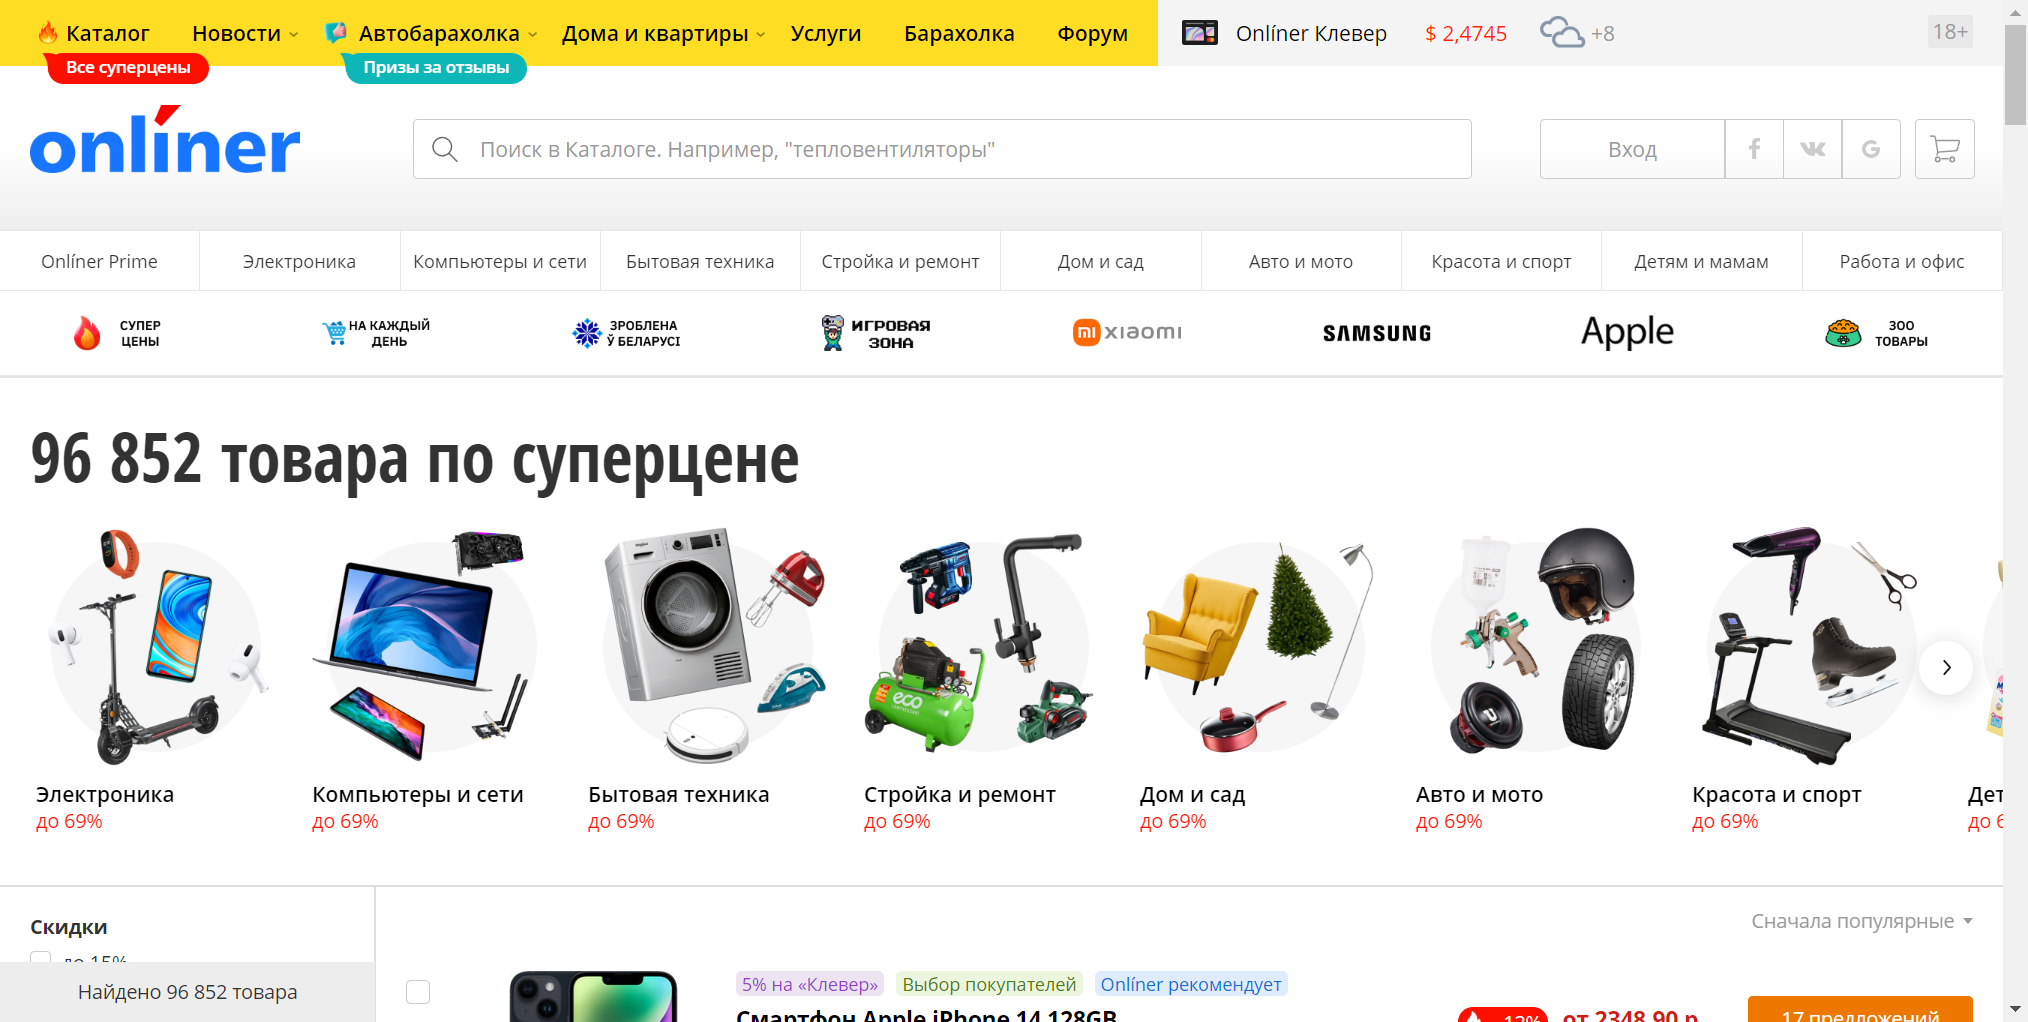 Каталог Новости Автобарахолка Дома и квартиры Услуги Барахолка Форум Onlíner Клевер $ 2,4745 +8 18+
Все суперцены Призы за отзывы
onlíner
Поиск в Каталоге. Например, "тепловентиляторы"
Вход
Onlíner Prime Электроника Компьютеры и сети Бытовая техника Стройка и ремонт Дом и сад Авто и мото Красота и спорт Детям и мамам Работа и офис
СУПЕР
ЦЕНЫ
НА КАЖДЫЙ
ДЕНЬ
ЗРОБЛЕНА
Ў БЕЛАРУСІ
ИГРОВАЯ
ЗОНА
xiaomi
SAMSUNG
Apple
ЗОО
ТОВАРЫ
96 852 товара по суперцене
Электроника
до 69%
Компьютеры и сети
до 69%
Бытовая техника
до 69%
Стройка и ремонт
до 69%
Дом и сад
до 69%
Авто и мото
до 69%
Красота и спорт
до 69%
Дет
до 6
Скидки
до 15%
Найдено 96 852 товара
Сначала популярные
5% на «Клевер» Выбор покупателей Onlíner рекомендует
Смартфон Apple iPhone 14 128GB
от 2348,90 р.
17 предложений